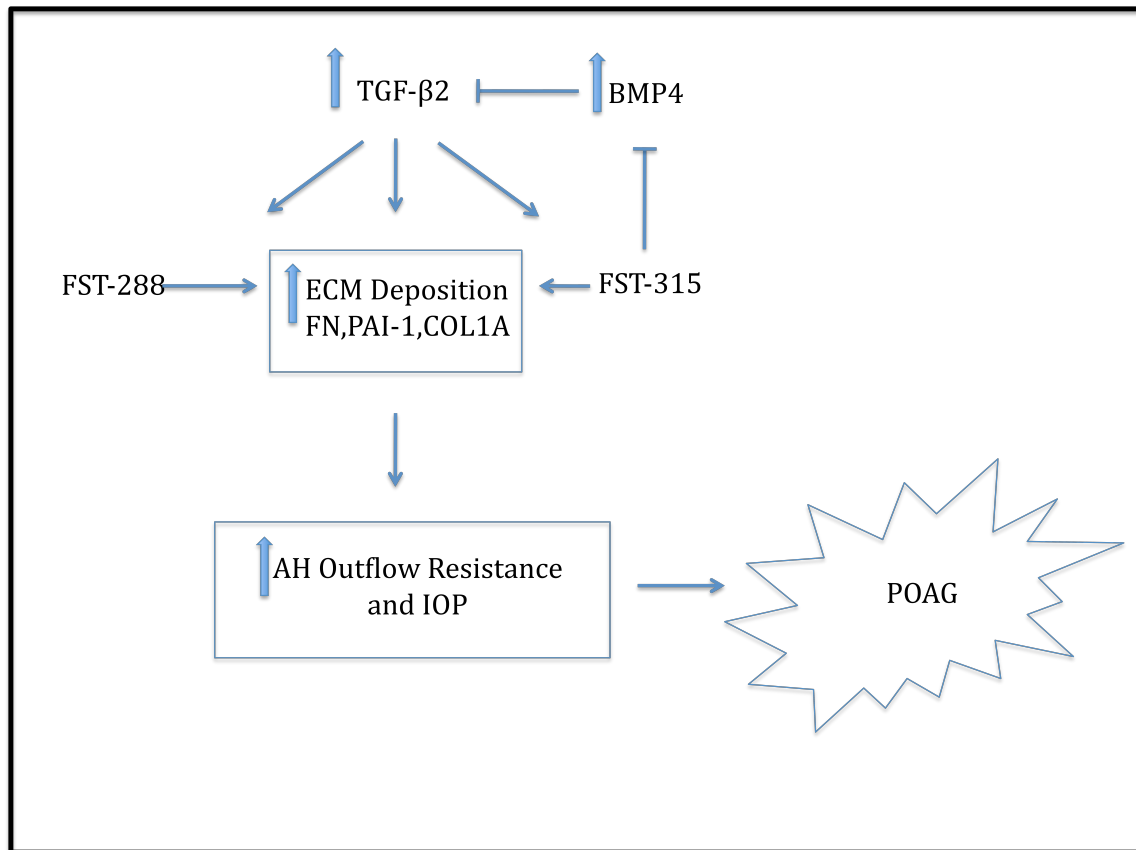 TGF-β2
BMP4
FST-288
ECM Deposition
FN,PAI-1,COL1A
FST-315
AH Outflow Resistance
and IOP
POAG